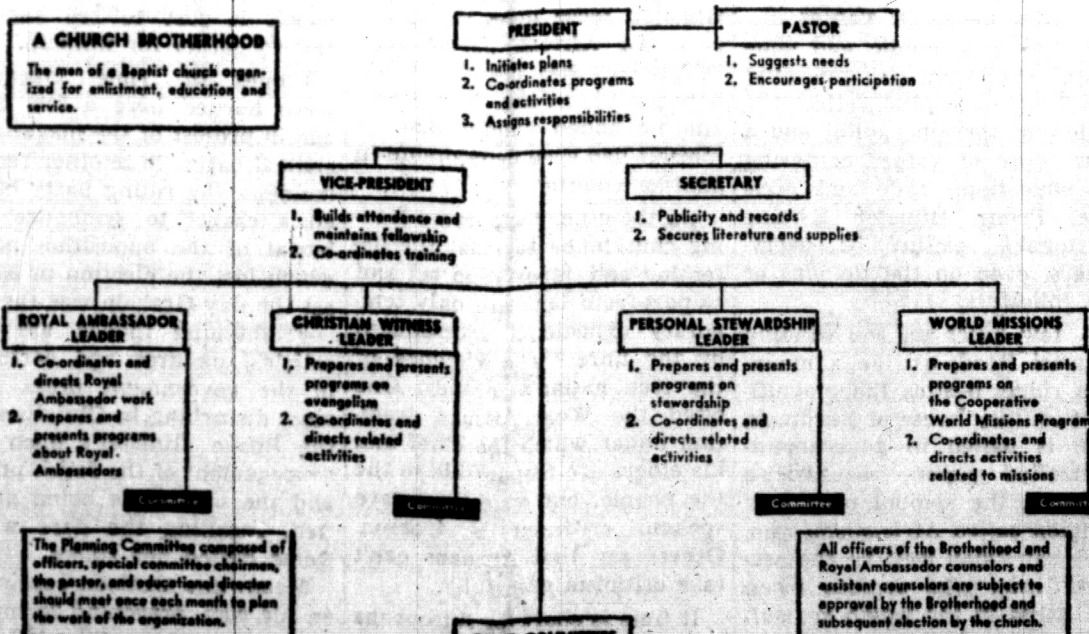 A CHURCH BROTHERHOOD
The men of a Baptist church organ-
ized for enlistment, education and
service.
PRESIDENT
1. Initiates plans
2. Co-ordinates programs
and activities
3. Assigns responsibilities
PASTOR
1. Suggests needs
2. Encourages participation
VICE-PRESIDENT
1. Builds attendance and
maintains fellowship
2. Co-ordinates training
SECRETARY
1. Publicity and records
2. Secures literature and supplies
ROYAL AMBASSADOR
LEADER
1. Co-ordinates and
directs Royal
Ambassador work
2. Prepares and
presents programs
about Royal
Ambassadors
Committee
CHRISTIAN WITNESS
LEADER
1. Prepares and presents
programs on
evangelism
2. Co-ordinates and
directs related
activities
Committee
PERSONAL STEWARDSHIP
LEADER
1. Prepares and presents
programs on
stewardship
2. Co-ordinates and
directs related
activities
Committee
WORLD MISSIONS
LEADER
1. Prepares and presents
programs on
the Cooperative
World Missions Program
2. Co-ordinates and
directs activities
related to missions
The Planning Committee composed of
officers, special committee chairmen,
the pastor, and educational director
should meet once each month to plan
the work of the organization.
All officers of the Brotherhood and
Royal Ambassador counselors and
assistant counselors are subject to
approval by the Brotherhood and
subsequent election by the church.